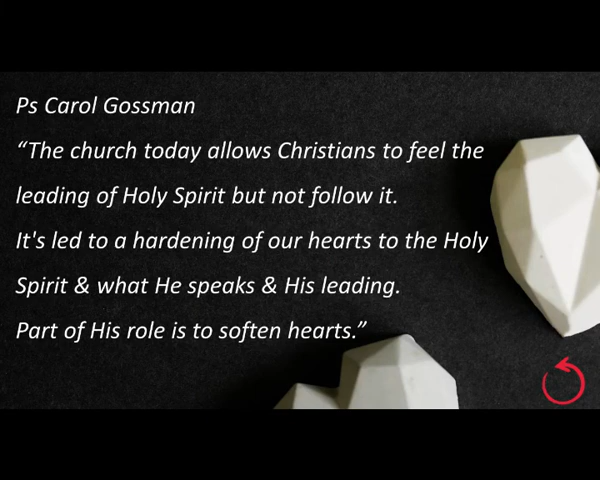 Ps Carol Gossman
“The church today allows Christians to feel the
leading of Holy Spirit but not follow it.
It's led to a hardening of our hearts to the Holy
Spirit & what He speaks & His leading.
Part of His role is to soften hearts.”